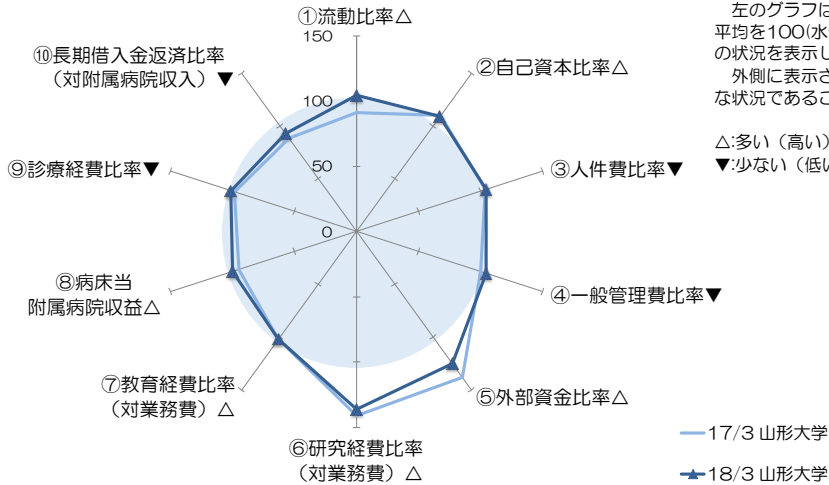 ①流動比率△
150
100
50
0
②自己資本比率△
③人件費比率▼
④一般管理費比率▼
⑤外部資金比率△
⑥研究経費比率
（対業務費）△
⑦教育経費比率
（対業務費）△
⑧病床当
附属病院収益△
⑨診療経費比率▼
⑩長期借入金返済比率
（対附属病院収入）▼
左のグラフは
平均を100(水
の状況を表示し
外側に表示さ
な状況であるこ
△:多い（高い）
▼:少ない（低い
17/3 山形大学
18/3 山形大学